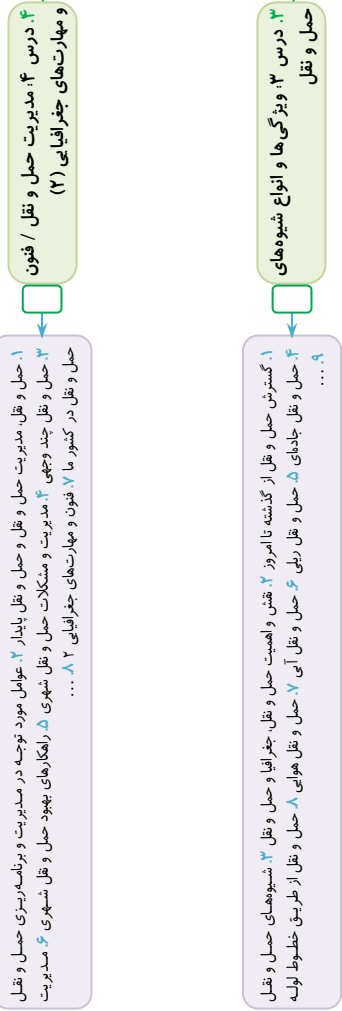 ۳. درس ۳: ویژگی‌ها و انواع شیوه‌های
حمل و نقل
۱. گسترش حمل و نقل از گذشته تا امروز ۲. نقش و اهمیت حمل و نقل، جغرافیا و حمل و نقل ۳. شیوه‌های حمل و نقل
۴. حمل و نقل جاده‌ای ۵. حمل و نقل ریلی ۶. حمل و نقل آبی ۷. حمل و نقل هوایی ۸. حمل و نقل از طریق خطوط لوله
۹. ...
۴. درس ۴: مدیریت حمل و نقل / فنون
و مهارت‌های جغرافیایی (۲)
۱. حمل و نقل، مدیریت حمل و نقل و حمل و نقل پایدار ۲. عوامل مورد توجه در مدیریت و برنامه‌ریزی حمل و نقل
۳. حمل و نقل چند وجهی ۴. مدیریت و مشکلات حمل و نقل شهری ۵. راهکارهای بهبود حمل و نقل شهری ۶. مدیریت
حمل و نقل در کشور ما ۷. فنون و مهارت‌های جغرافیایی ۲ ۸. ...